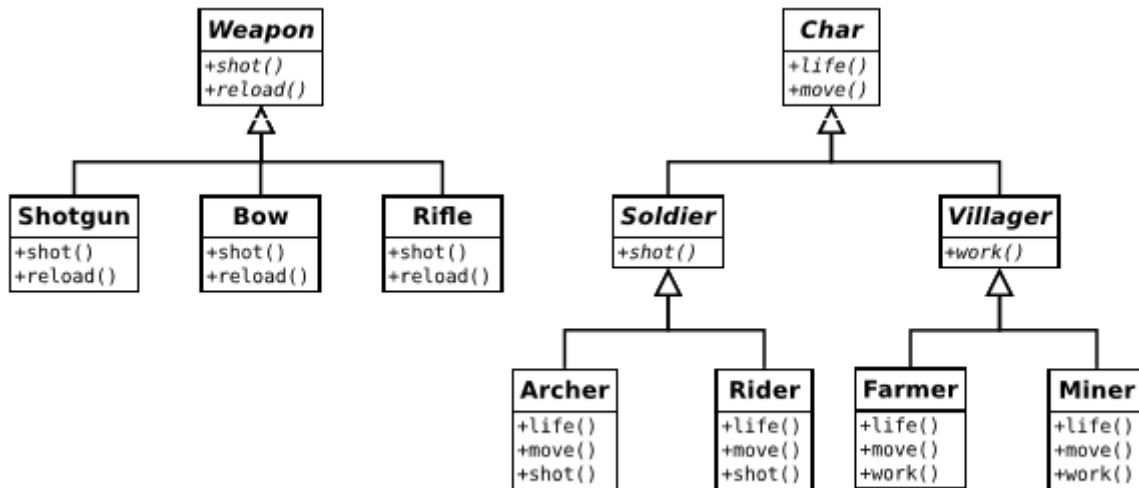 Weapon
+shot()
+reload()
Char
+life()
+move()
Shotgun
+shot()
+reload()
Bow
+shot()
+reload()
Rifle
+shot()
+reload()
Soldier
+shot()
Villager
+work()
Archer
+life()
+move()
+shot()
Rider
+life()
+move()
+shot()
Farmer
+life()
+move()
+work()
Miner
+life()
+move()
+work()